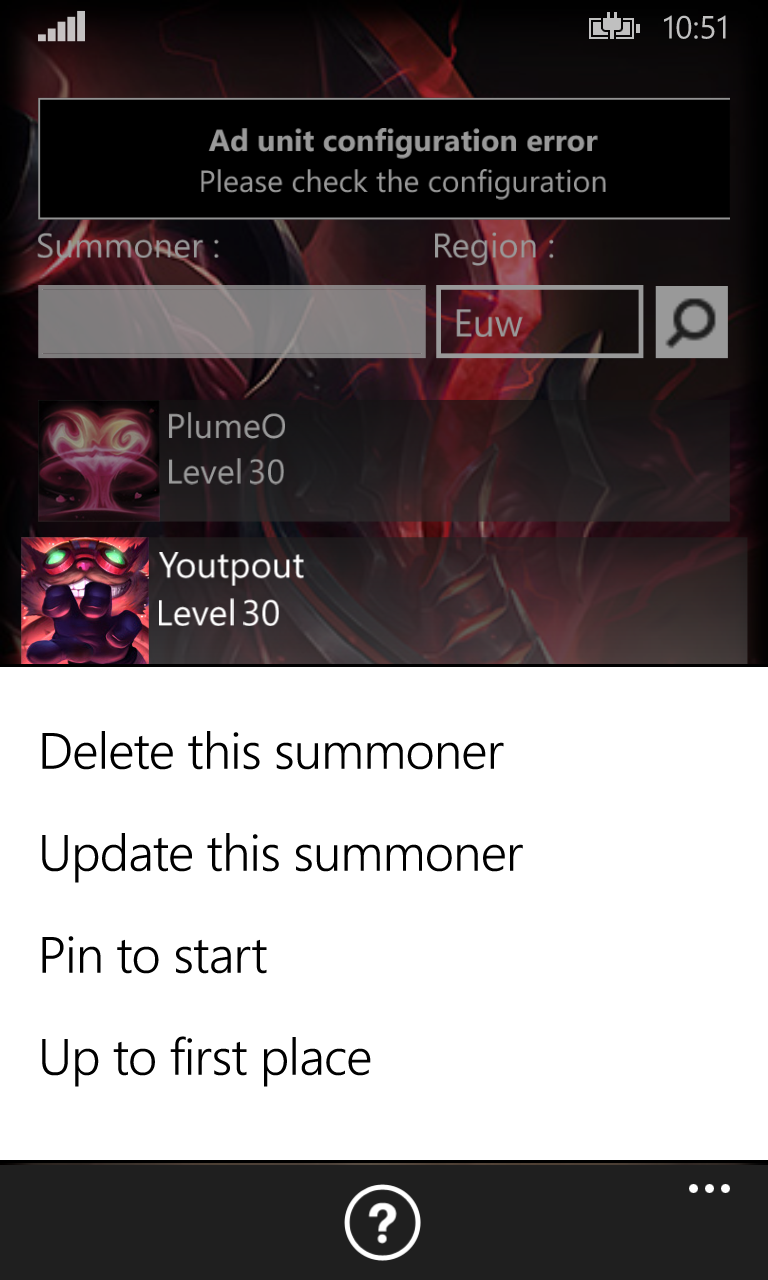 10:51
Ad unit configuration error
Please check the configuration
Summoner : Region :
Euw
PlumeO
Level 30
Youtpout
Level 30
Delete this summoner
Update this summoner
Pin to start
Up to first place
?